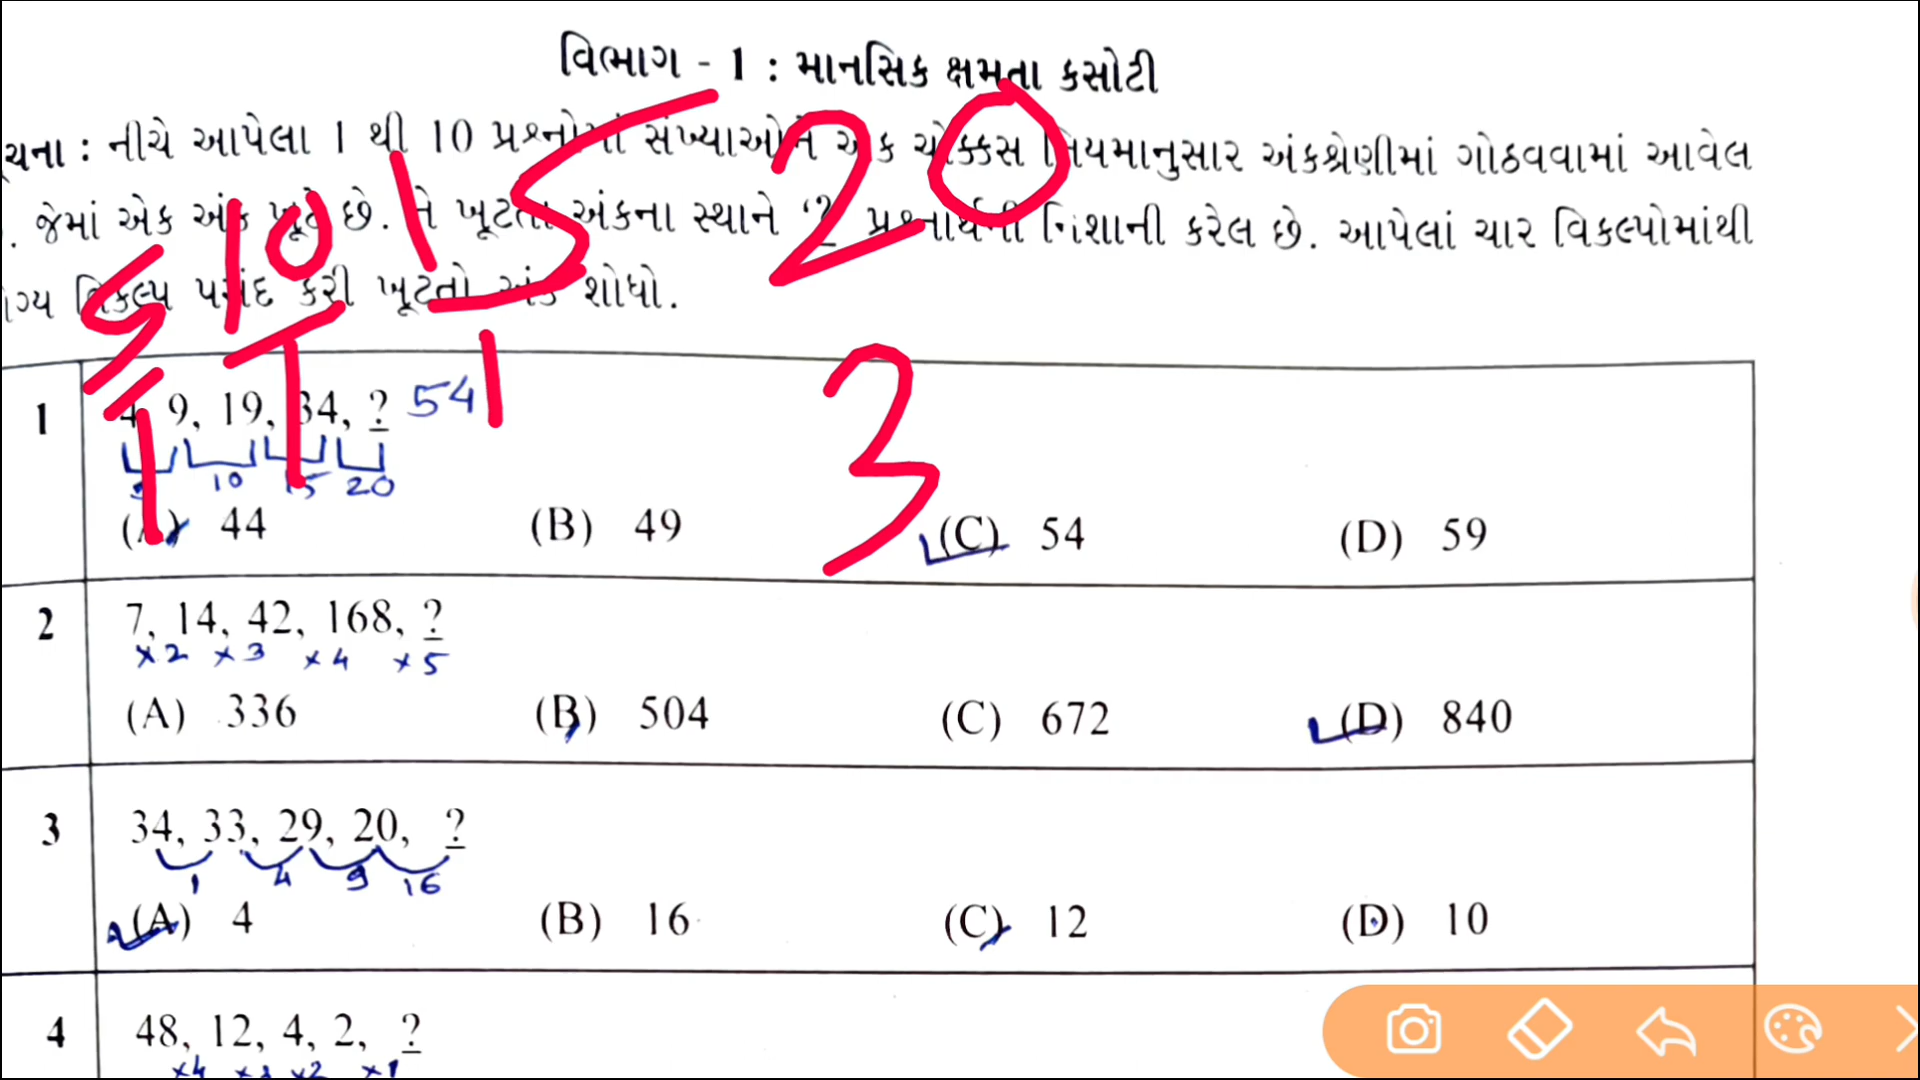 વિભાગ - 1 : માનસિક ક્ષમતા કસોટી
ચના : નીચે આપેલા 1 થી 10 પ્રશ્નોમાં સંખ્યાઓને એક ચોક્કસ નિયમાનુસાર અંકશ્રેણીમાં ગોઠવવામાં આવેલ
. જેમાં એક અંક ખૂટે છે. તે ખૂટતા અંકના સ્થાને ‘? પ્રશ્નાર્થની નિશાની કરેલ છે. આપેલાં ચાર વિકલ્પોમાંથી
ોગ્ય વિકલ્પ પસંદ કરી ખૂટતો અંક શોધો.
5 10 15 20
3
1 4, 9, 19, 34, ? 54
5 10 15 20
(A) 44 (B) 49 (C) 54 (D) 59
2 7, 14, 42, 168, ?
×2 ×3 ×4 ×5
(A) 336 (B) 504 (C) 672 (D) 840
3 34, 33, 29, 20, ?
1 4 9 16
(A) 4 (B) 16 (C) 12 (D) 10
4 48, 12, 4, 2, ?
×4 ×3 ×2 ×1